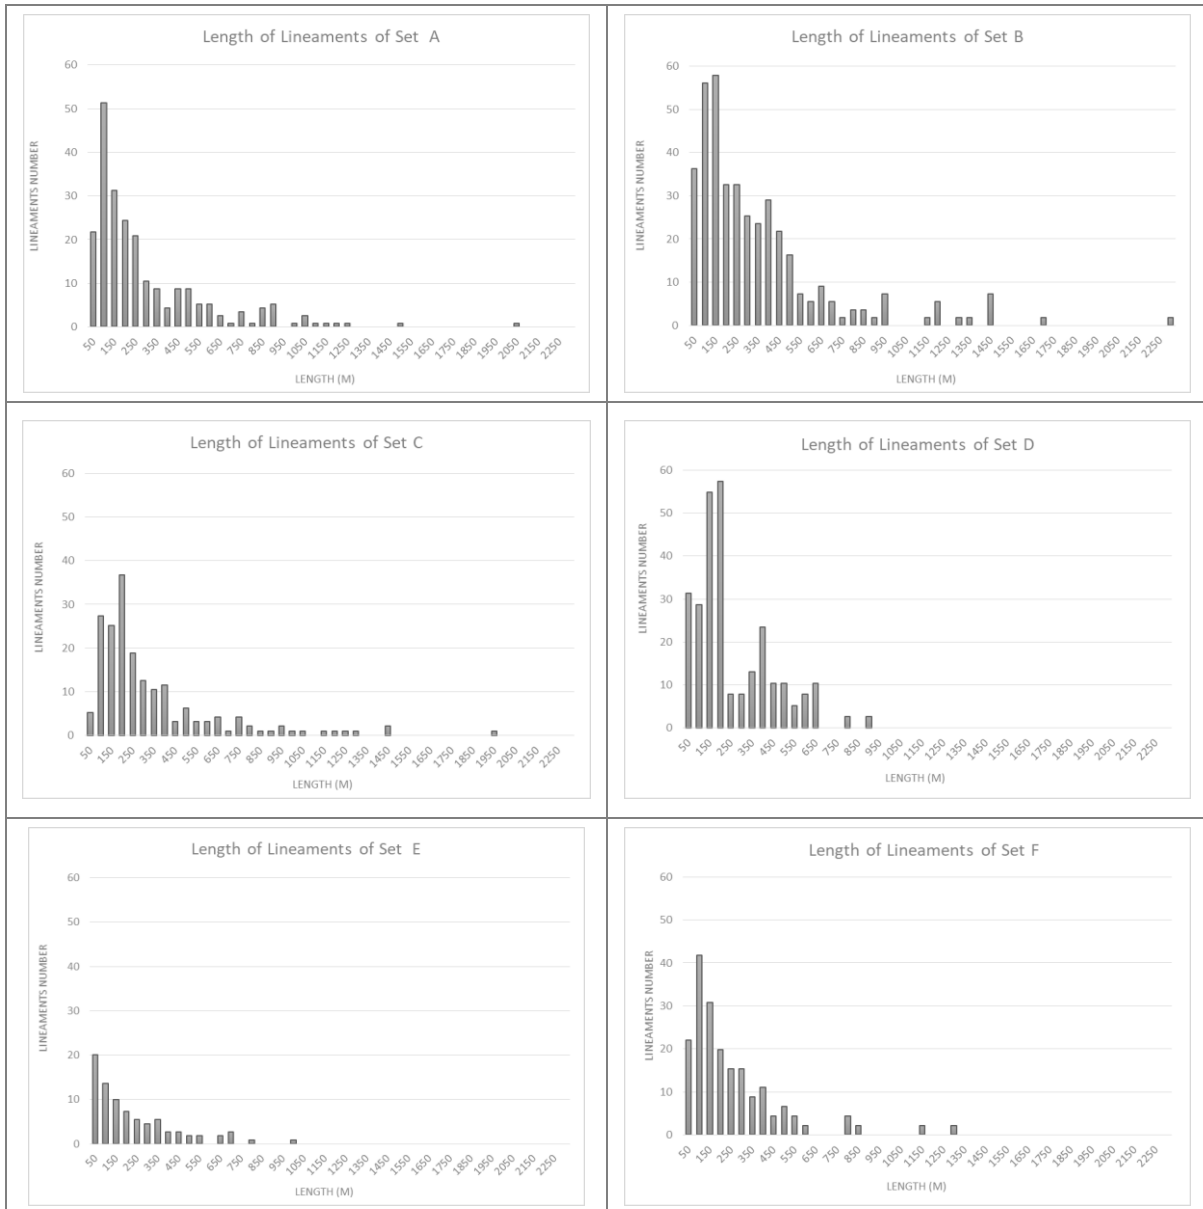 Length of Lineaments of Set A
60
50
40
30
20
10
0
LINEAMENTS NUMBER
50 150 250 350 450 550 650 750 850 950 1050 1150 1250 1350 1450 1550 1650 1750 1850 1950 2050 2150 2250
LENGTH (M)
Length of Lineaments of Set B
60
50
40
30
20
10
0
LINEAMENTS NUMBER
50 150 250 350 450 550 650 750 850 950 1050 1150 1250 1350 1450 1550 1650 1750 1850 1950 2050 2150 2250
LENGTH (M)
Length of Lineaments of Set C
60
50
40
30
20
10
0
LINEAMENTS NUMBER
50 150 250 350 450 550 650 750 850 950 1050 1150 1250 1350 1450 1550 1650 1750 1850 1950 2050 2150 2250
LENGTH (M)
Length of Lineaments of Set D
60
50
40
30
20
10
0
LINEAMENTS NUMBER
50 150 250 350 450 550 650 750 850 950 1050 1150 1250 1350 1450 1550 1650 1750 1850 1950 2050 2150 2250
LENGTH (M)
Length of Lineaments of Set E
60
50
40
30
20
10
0
LINEAMENTS NUMBER
50 150 250 350 450 550 650 750 850 950 1050 1150 1250 1350 1450 1550 1650 1750 1850 1950 2050 2150 2250
LENGTH (M)
Length of Lineaments of Set F
60
50
40
30
20
10
0
LINEAMENTS NUMBER
50 150 250 350 450 550 650 750 850 950 1050 1150 1250 1350 1450 1550 1650 1750 1850 1950 2050 2150 2250
LENGTH (M)